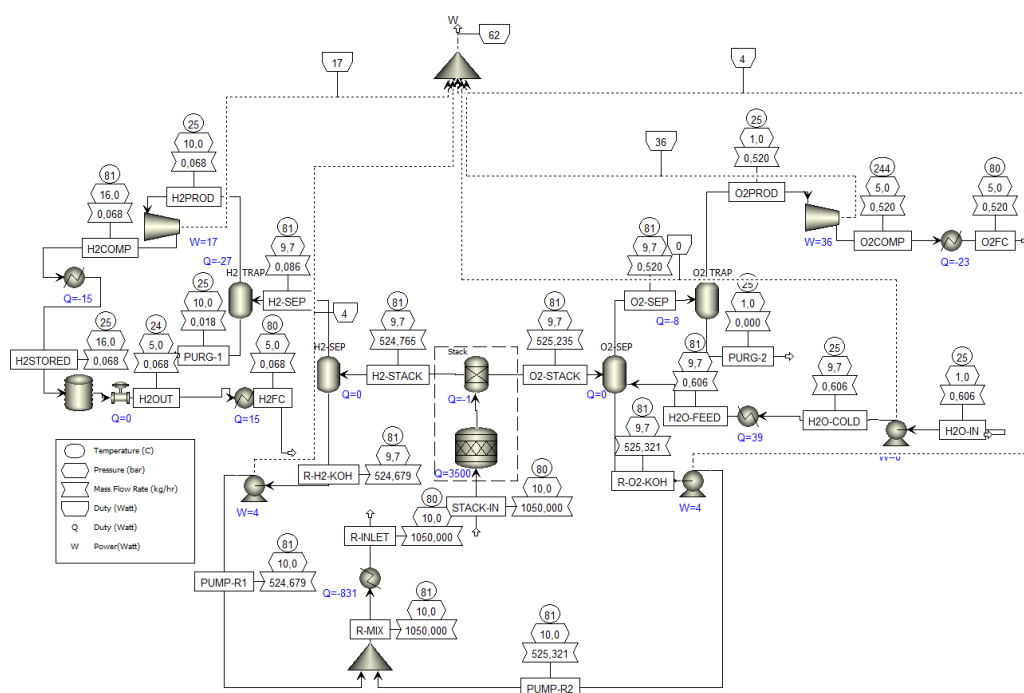 W
62
17
4
25
10,0
0,068
H2PROD
81
16,0
0,068
H2COMP
W=17
Q=-27
H2 TRAP
81
9,7
0,086
H2-SEP
4
Q=-15
25
10,0
0,018
PURG-1
25
16,0
0,068
H2STORED
24
5,0
0,068
H2OUT
Q=0
80
5,0
0,068
H2FC
Q=15
H2-SEP
Q=0
81
9,7
524,765
H2-STACK
Stack
Q=-1
Q=3500
81
9,7
525,235
O2-STACK
36
25
1,0
0,520
O2PROD
W=36
244
5,0
0,520
O2COMP
80
5,0
0,520
O2FC
Q=-23
81
9,7
0,520
0
O2-SEP
O2 TRAP
Q=-8
25
1,0
0,000
PURG-2
O2-SEP
Q=0
81
9,7
0,606
H2O-FEED
Q=39
25
9,7
0,606
H2O-COLD
25
1,0
0,606
H2O-IN
81
9,7
525,321
R-O2-KOH
W=4
81
9,7
524,679
R-H2-KOH
W=4
80
10,0
1050,000
STACK-IN
80
10,0
1050,000
R-INLET
Q=-831
81
10,0
1050,000
R-MIX
81
10,0
524,679
PUMP-R1
81
10,0
525,321
PUMP-R2
Temperature (C)
Pressure (bar)
Mass Flow Rate (kg/hr)
Duty (Watt)
Q Duty (Watt)
W Power(Watt)